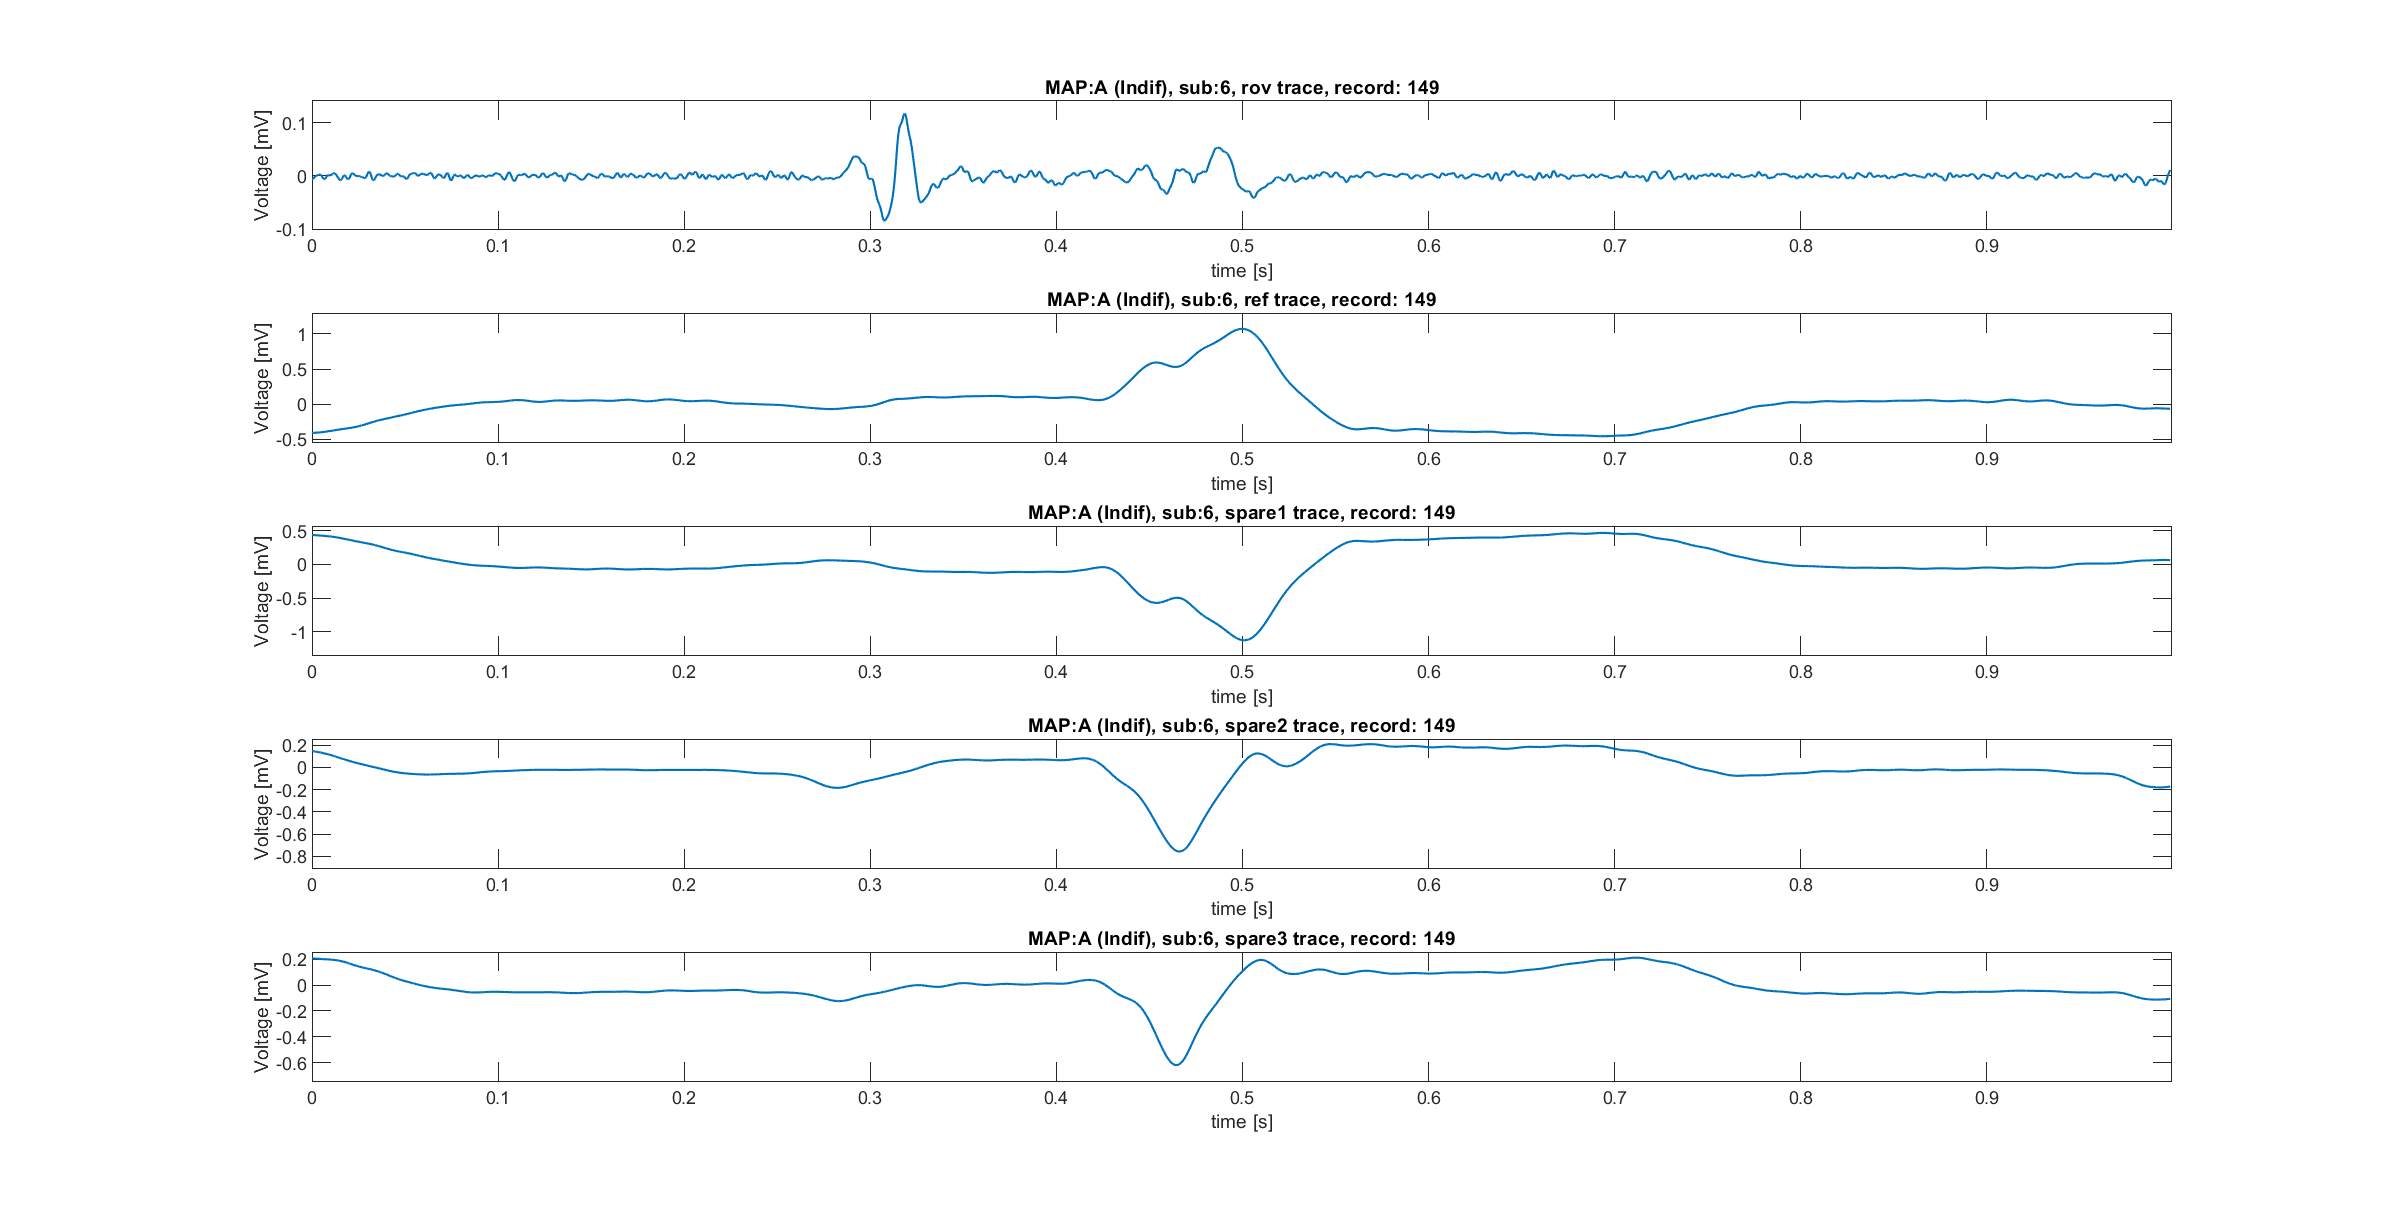 MAP:A (Indif), sub:6, rov trace, record: 149
Voltage [mV]
0.1
0
-0.1
0 0.1 0.2 0.3 0.4 0.5 0.6 0.7 0.8 0.9
time [s]
MAP:A (Indif), sub:6, ref trace, record: 149
Voltage [mV]
1
0.5
0
-0.5
0 0.1 0.2 0.3 0.4 0.5 0.6 0.7 0.8 0.9
time [s]
MAP:A (Indif), sub:6, spare1 trace, record: 149
Voltage [mV]
0.5
0
-0.5
-1
0 0.1 0.2 0.3 0.4 0.5 0.6 0.7 0.8 0.9
time [s]
MAP:A (Indif), sub:6, spare2 trace, record: 149
Voltage [mV]
0.2
0
-0.2
-0.4
-0.6
-0.8
0 0.1 0.2 0.3 0.4 0.5 0.6 0.7 0.8 0.9
time [s]
MAP:A (Indif), sub:6, spare3 trace, record: 149
Voltage [mV]
0.2
0
-0.2
-0.4
-0.6
0 0.1 0.2 0.3 0.4 0.5 0.6 0.7 0.8 0.9
time [s]